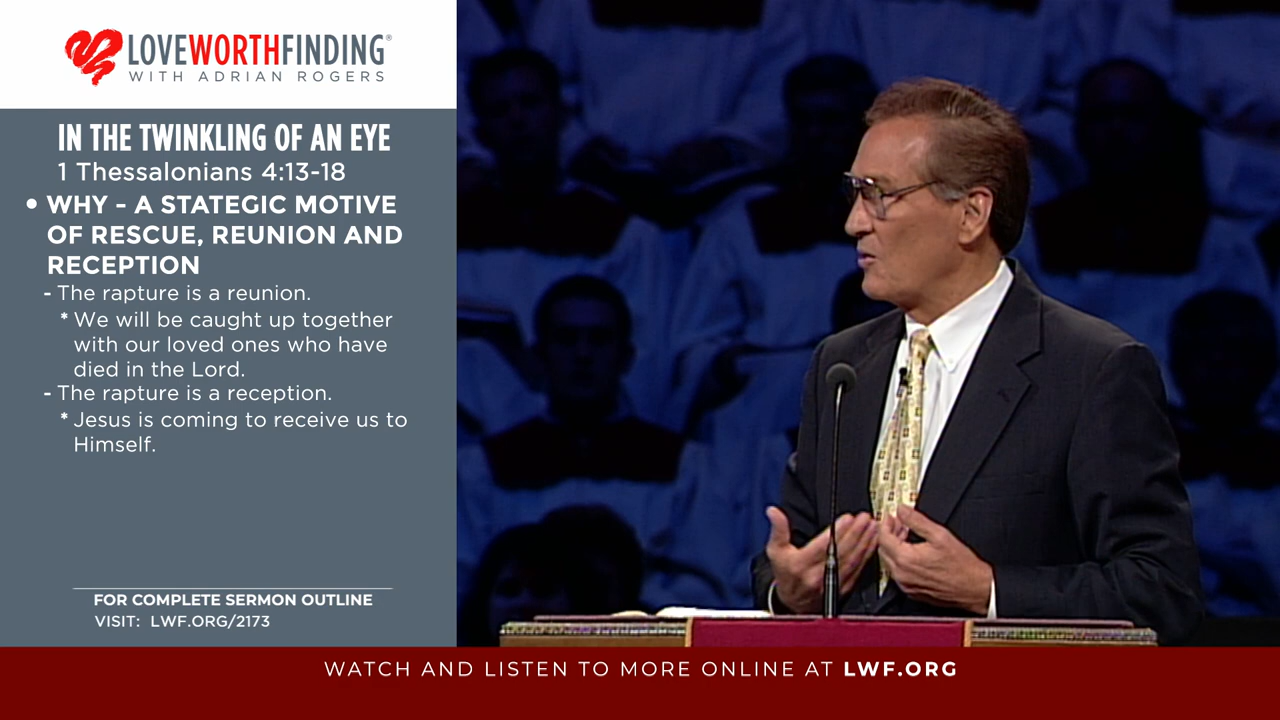 LOVEWORTHFINDING®
WITH ADRIAN ROGERS
IN THE TWINKLING OF AN EYE
1 Thessalonians 4:13-18
• WHY - A STATEGIC MOTIVE
OF RESCUE, REUNION AND
RECEPTION
- The rapture is a reunion.
* We will be caught up together
with our loved ones who have
died in the Lord.
- The rapture is a reception.
* Jesus is coming to receive us to
Himself.
FOR COMPLETE SERMON OUTLINE
VISIT: LWF.ORG/2173
WATCH AND LISTEN TO MORE ONLINE AT LWF.ORG